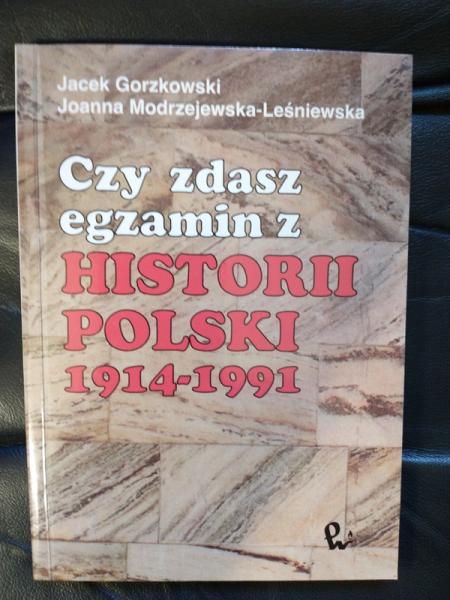 Jacek Gorzkowski
Joanna Modrzejewska-Leśniewska
Czy zdasz
egzamin z
HISTORII
POLSKI
1914-1991